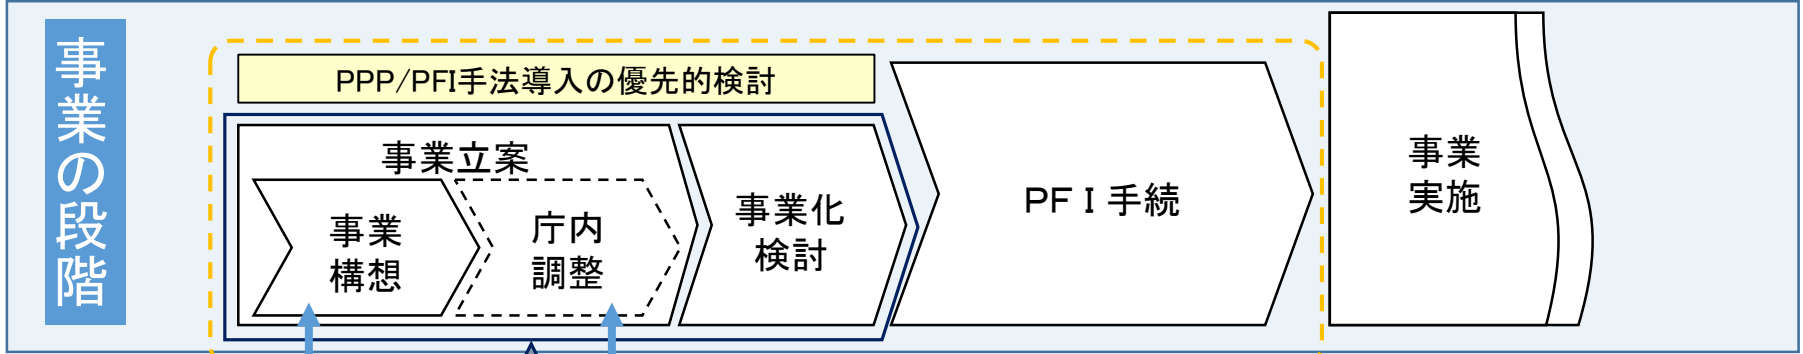 事業の段階
PPP/PFI手法導入の優先的検討
事業立案
事業
構想
庁内
調整
事業化
検討
PFI手続
事業
実施